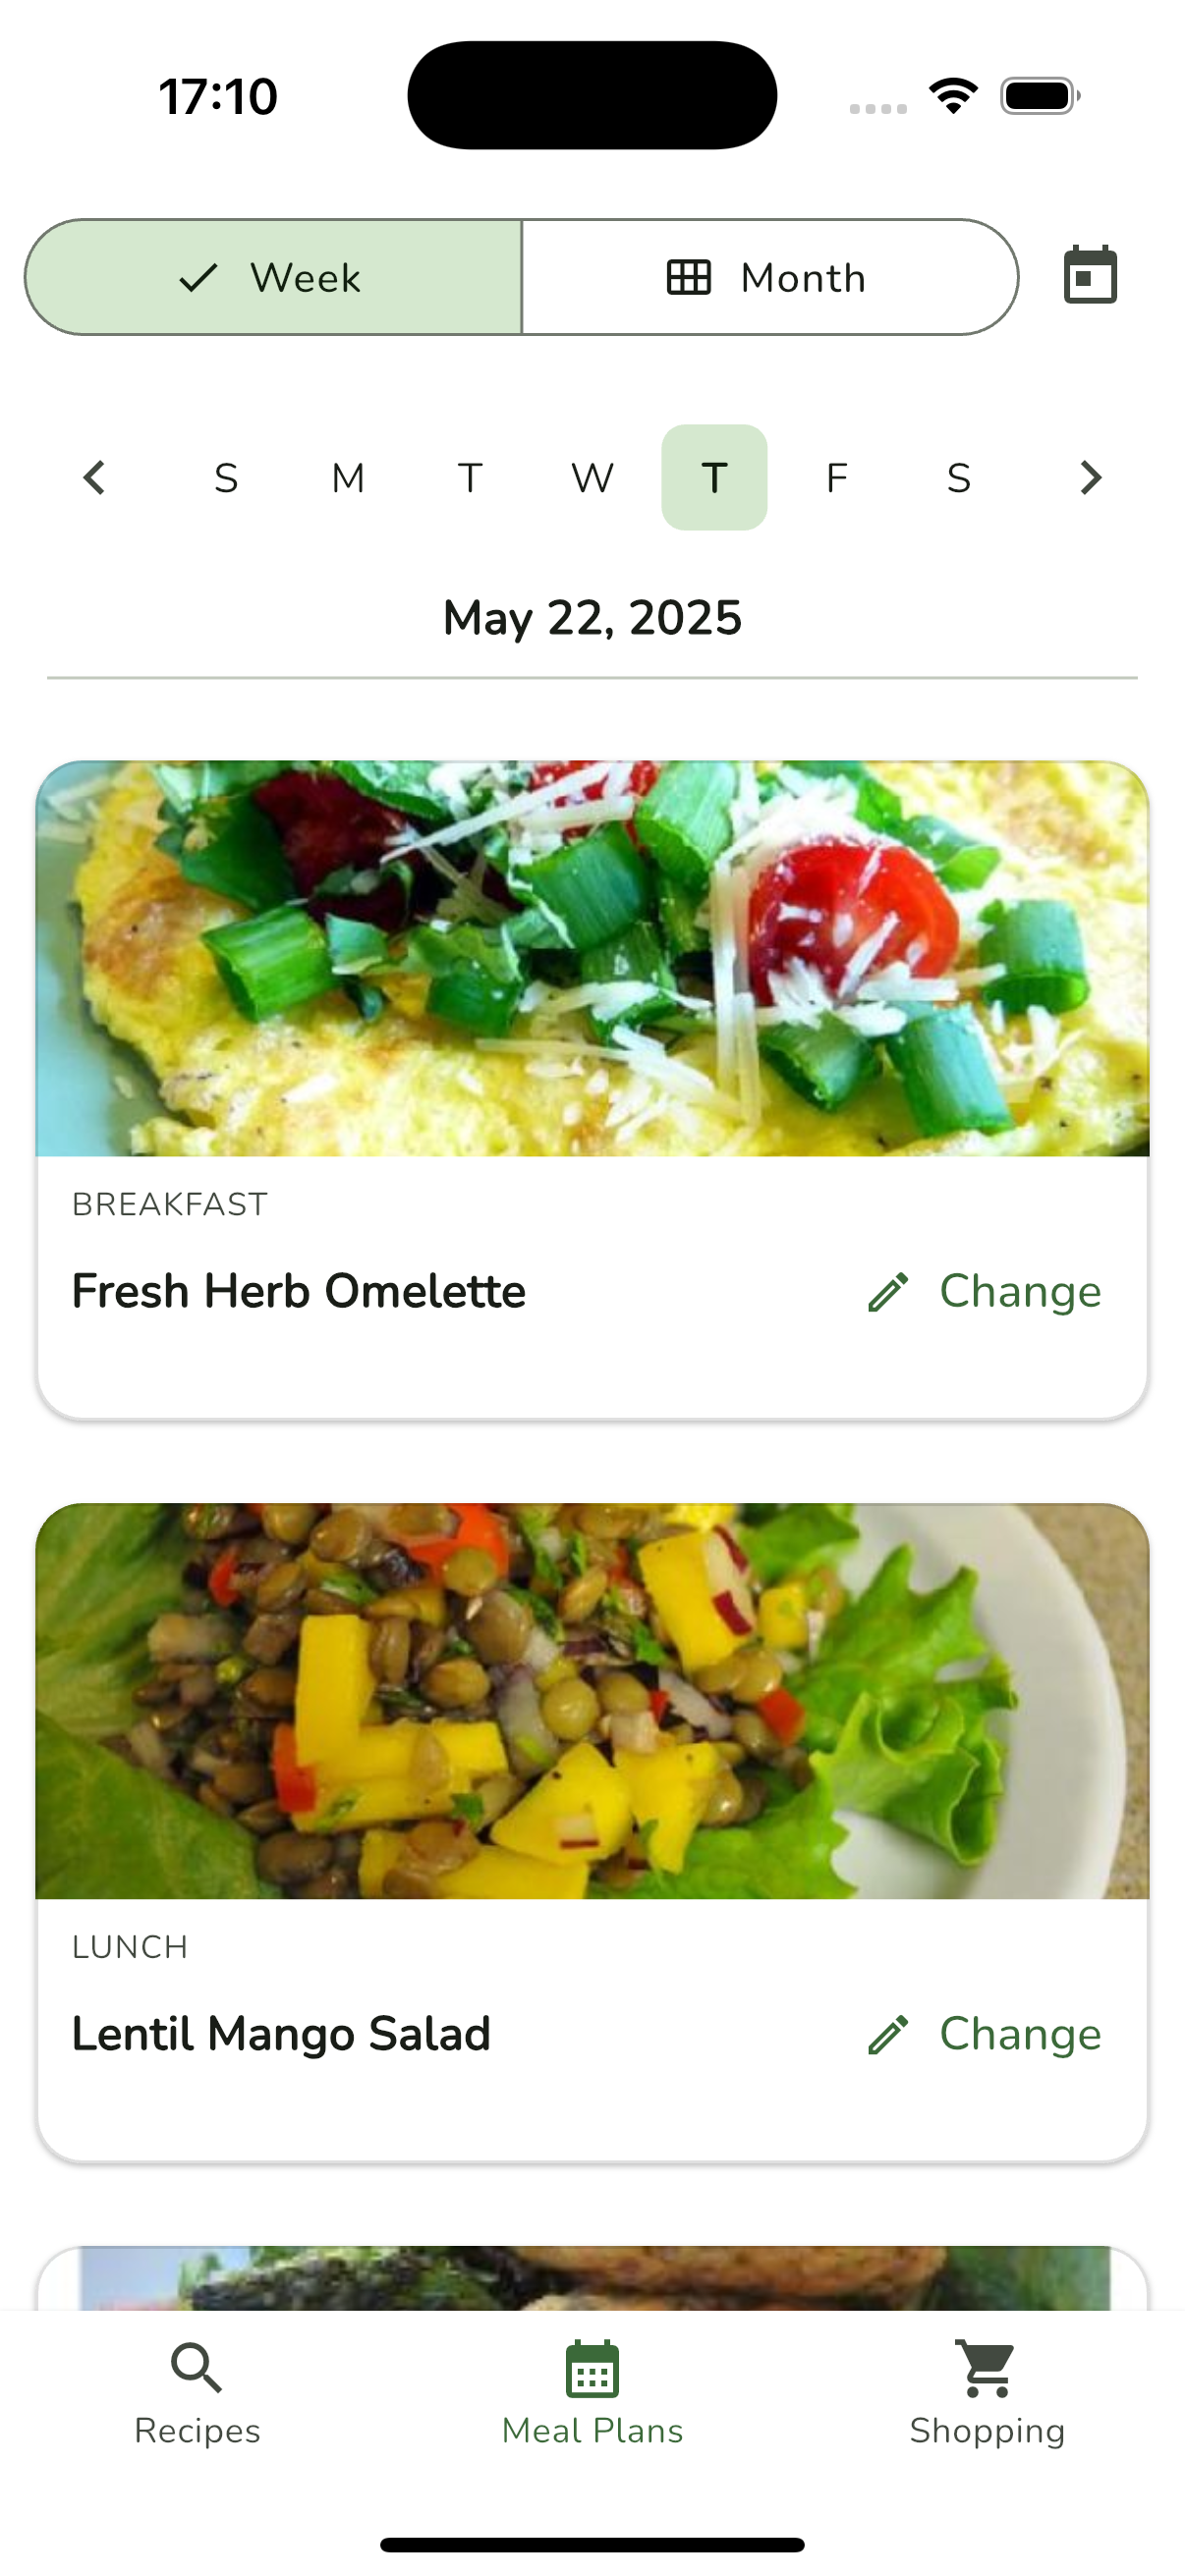 17:10
Week Month
S M T W T F S
May 22, 2025
BREAKFAST
Fresh Herb Omelette Change
LUNCH
Lentil Mango Salad Change
Recipes Meal Plans Shopping